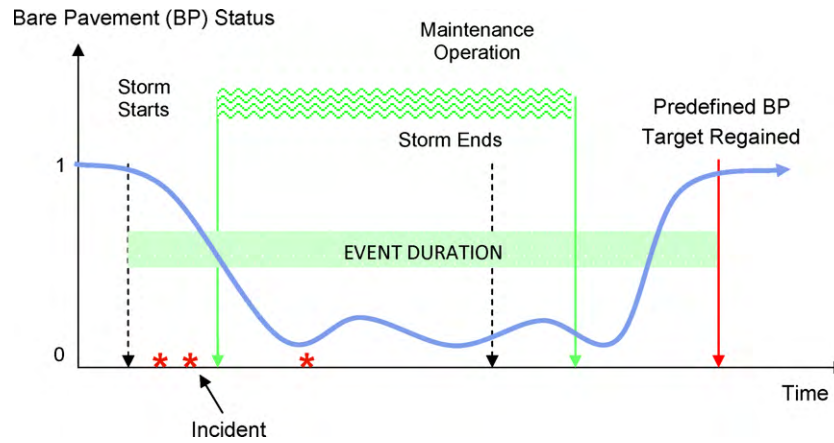 Bare Pavement (BP) Status
Maintenance
Operation
Storm
Starts
Predefined BP
Target Regained
Storm Ends
1
EVENT DURATION
0
* * *
Time
Incident